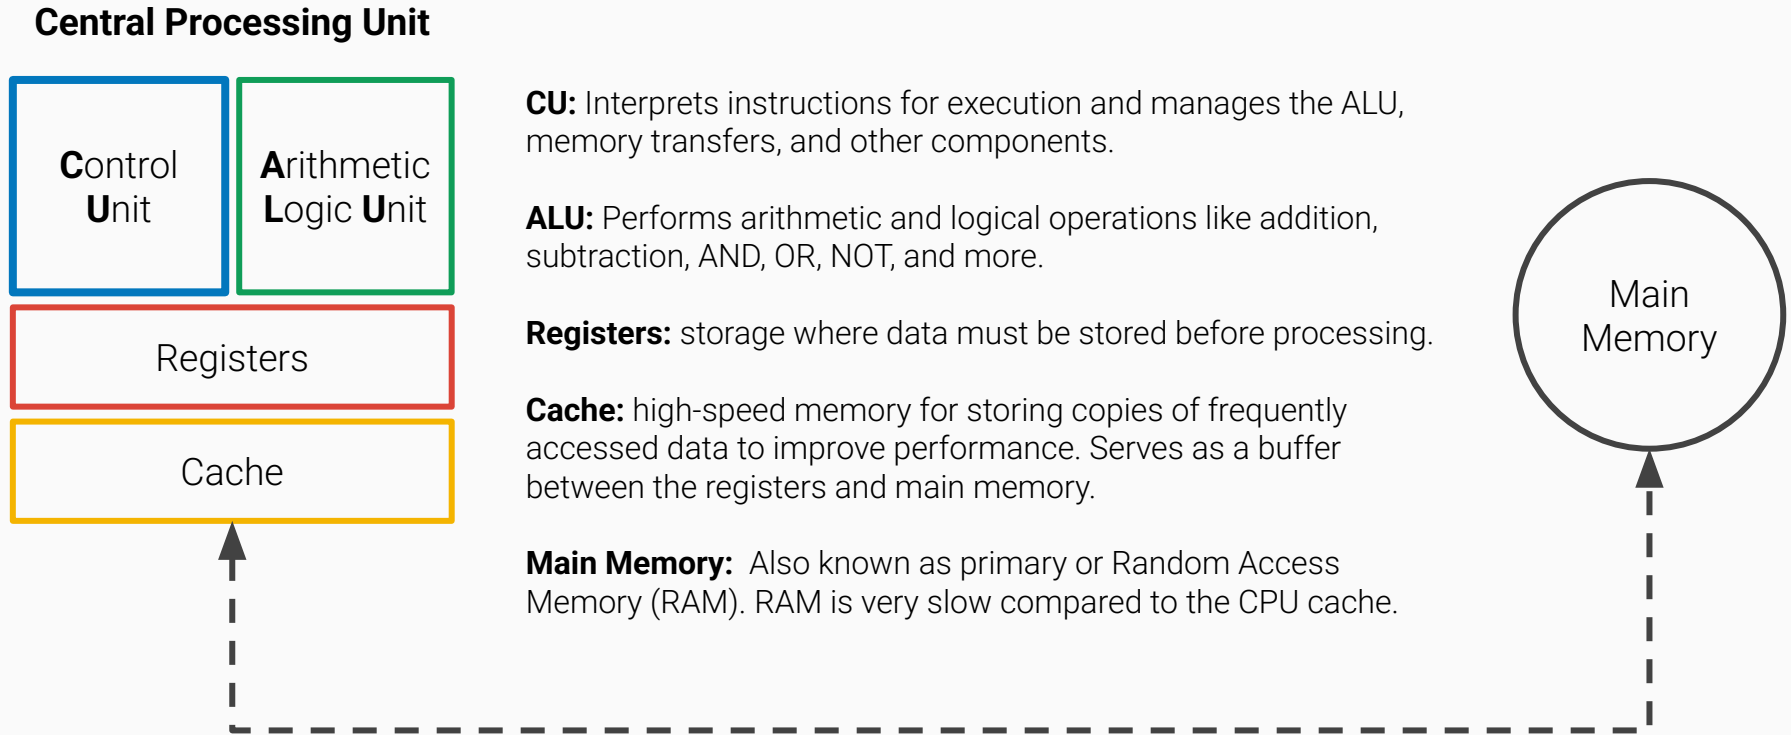 Central Processing Unit
Control
Unit
Arithmetic
Logic Unit
Registers
Cache
CU: Interprets instructions for execution and manages the ALU,
memory transfers, and other components.
ALU: Performs arithmetic and logical operations like addition,
subtraction, AND, OR, NOT, and more.
Registers: storage where data must be stored before processing.
Cache: high-speed memory for storing copies of frequently
accessed data to improve performance. Serves as a buffer
between the registers and main memory.
Main Memory:  Also known as primary or Random Access
Memory (RAM). RAM is very slow compared to the CPU cache.
Main
Memory